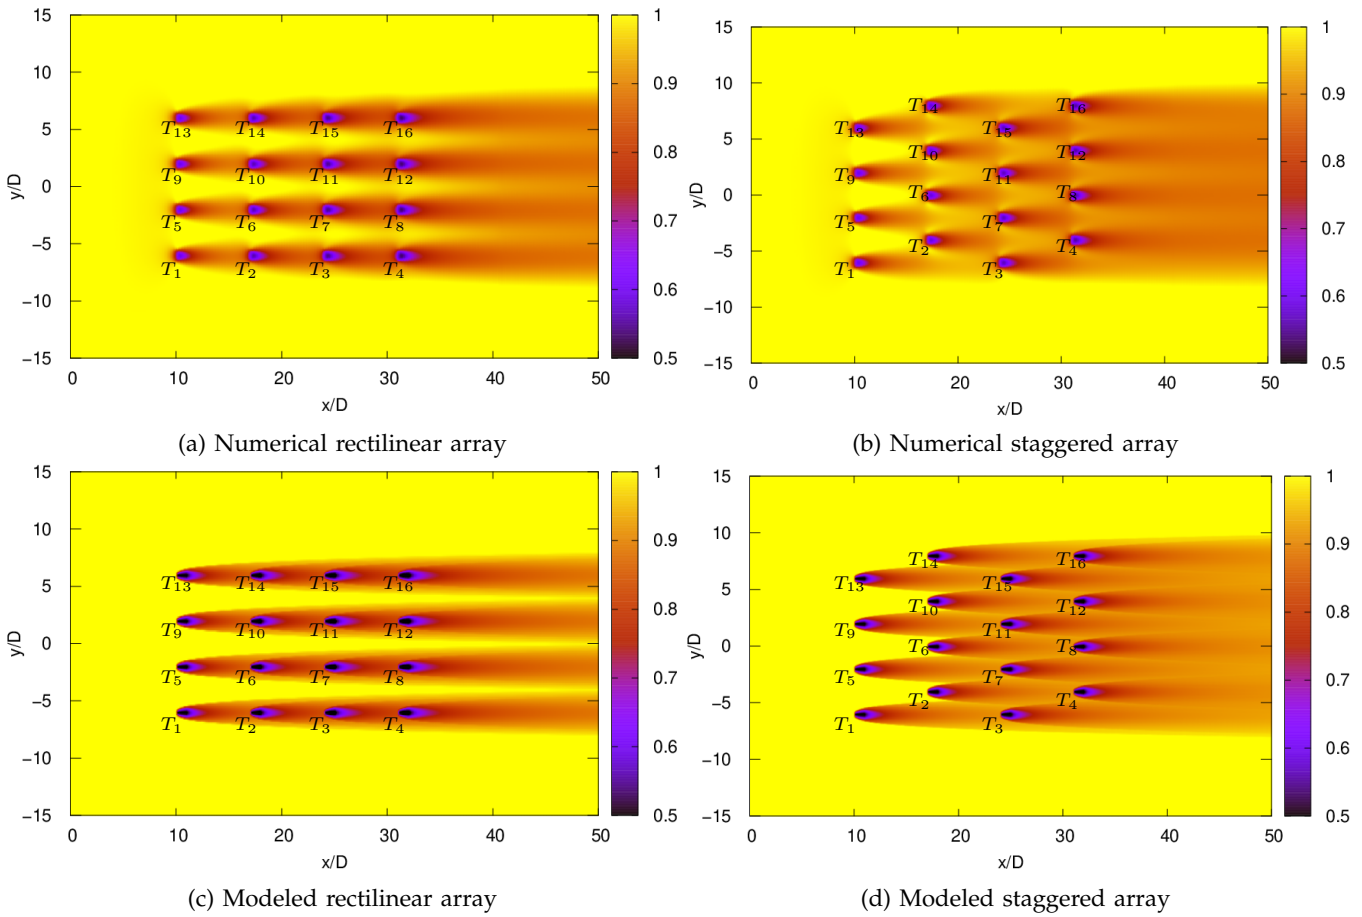 15
10
5
0
−5
−10
−15
0 10 20 30 40 50
y/D
x/D
T13 T14 T15 T16
T9 T10 T11 T12
T5 T6 T7 T8
T1 T2 T3 T4
1
0.9
0.8
0.7
0.6
0.5
(a) Numerical rectilinear array
15
10
5
0
−5
−10
−15
0 10 20 30 40 50
y/D
x/D
T14 T16
T13 T15
T10 T12
T9 T11
T6 T8
T5 T7
T2 T4
T1 T3
1
0.9
0.8
0.7
0.6
0.5
(b) Numerical staggered array
15
10
5
0
−5
−10
−15
0 10 20 30 40 50
y/D
x/D
T13 T14 T15 T16
T9 T10 T11 T12
T5 T6 T7 T8
T1 T2 T3 T4
1
0.9
0.8
0.7
0.6
0.5
(c) Modeled rectilinear array
15
10
5
0
−5
−10
−15
0 10 20 30 40 50
y/D
x/D
T14 T16
T13 T15
T10 T12
T9 T11
T6 T8
T5 T7
T2 T4
T1 T3
1
0.9
0.8
0.7
0.6
0.5
(d) Modeled staggered array